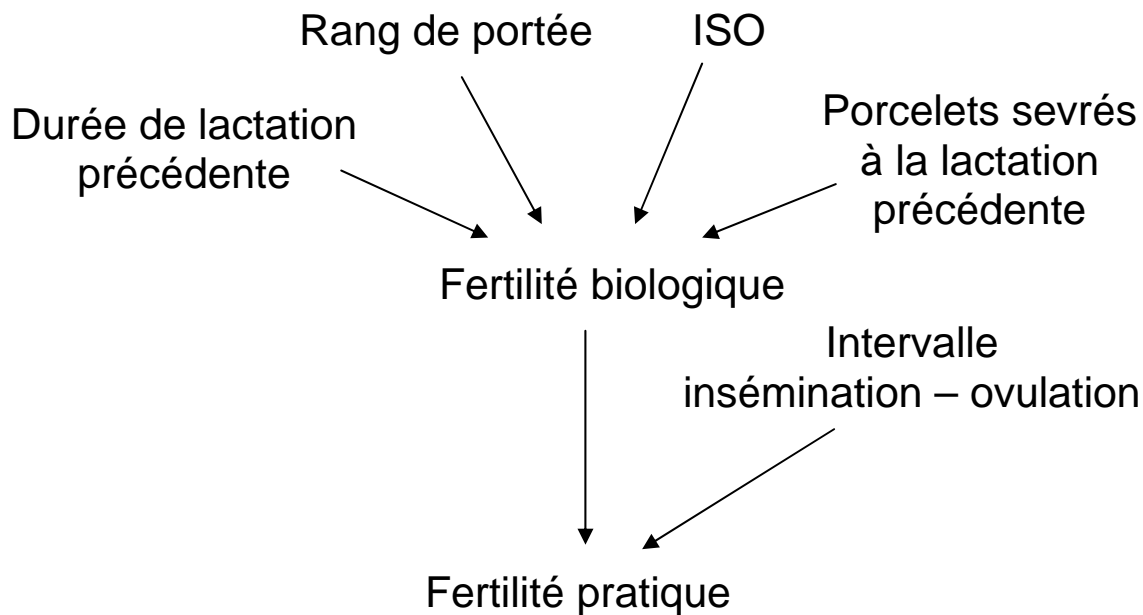 Rang de portée
ISO
Durée de lactation
précédente
Porcelets sevrés
à la lactation
précédente
Fertilité biologique
Intervalle
insémination – ovulation
Fertilité pratique